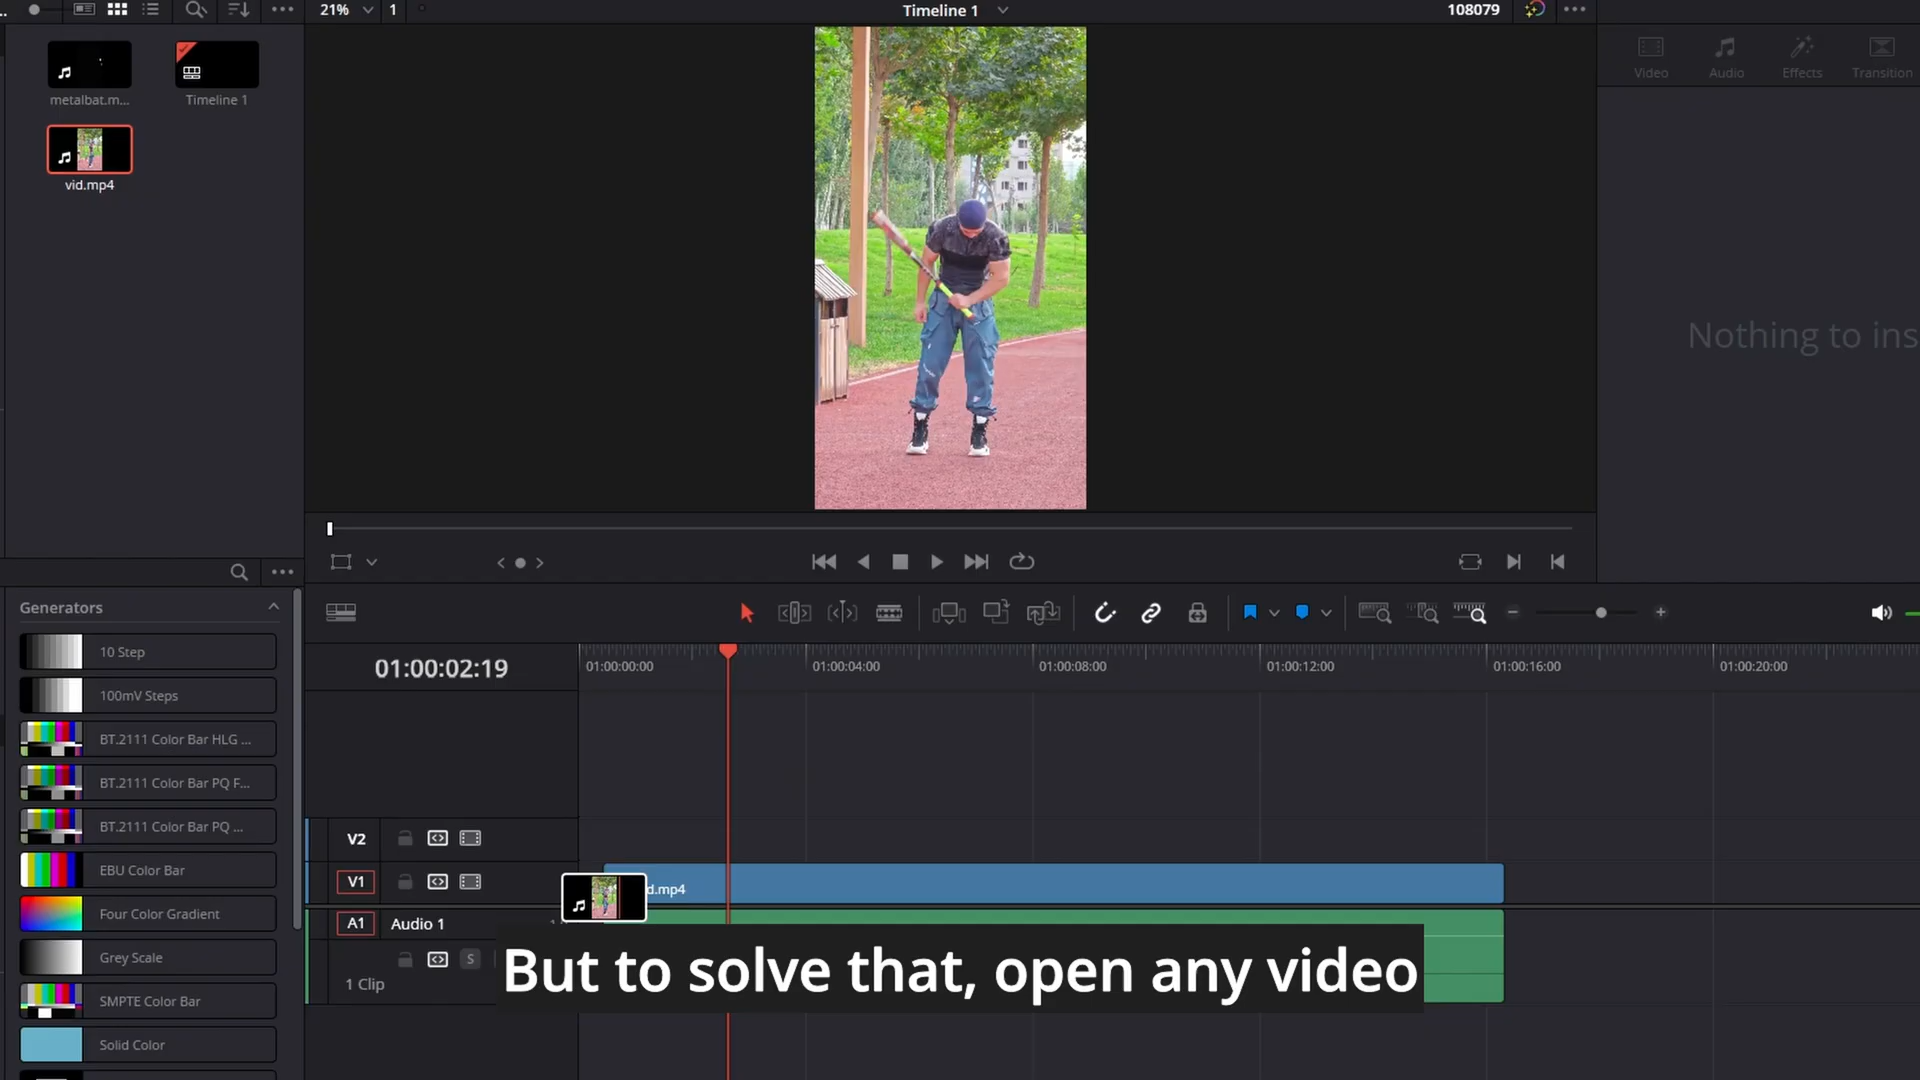 21%
1
Timeline 1
108079
metalbat.m...
Timeline 1
vid.mp4
Video
Audio
Effects
Transition
Nothing to ins
Generators
10 Step
100mV Steps
BT.2111 Color Bar HLG ...
BT.2111 Color Bar PQ F...
BT.2111 Color Bar PQ ...
EBU Color Bar
Four Color Gradient
Grey Scale
SMPTE Color Bar
Solid Color
01:00:02:19
01:00:00:00
01:00:04:00
01:00:08:00
01:00:12:00
01:00:16:00
01:00:20:00
V2
V1
d.mp4
A1
Audio 1
S
1 Clip
But to solve that, open any video